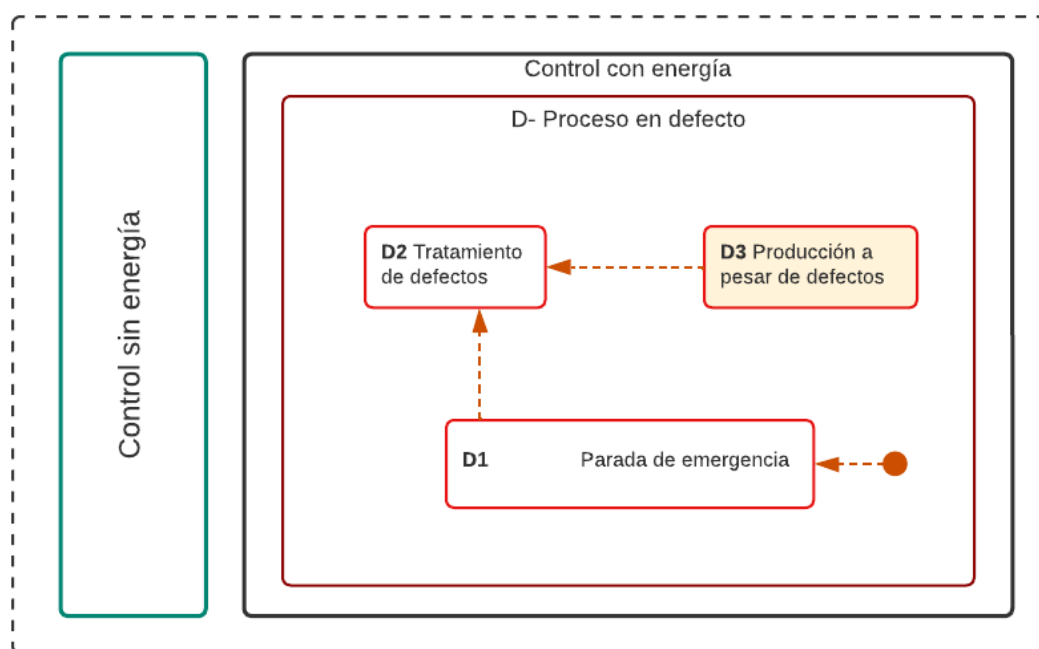 Control sin energía
Control con energía
D- Proceso en defecto
D2 Tratamiento
de defectos
D3 Producción a
pesar de defectos
D1 Parada de emergencia